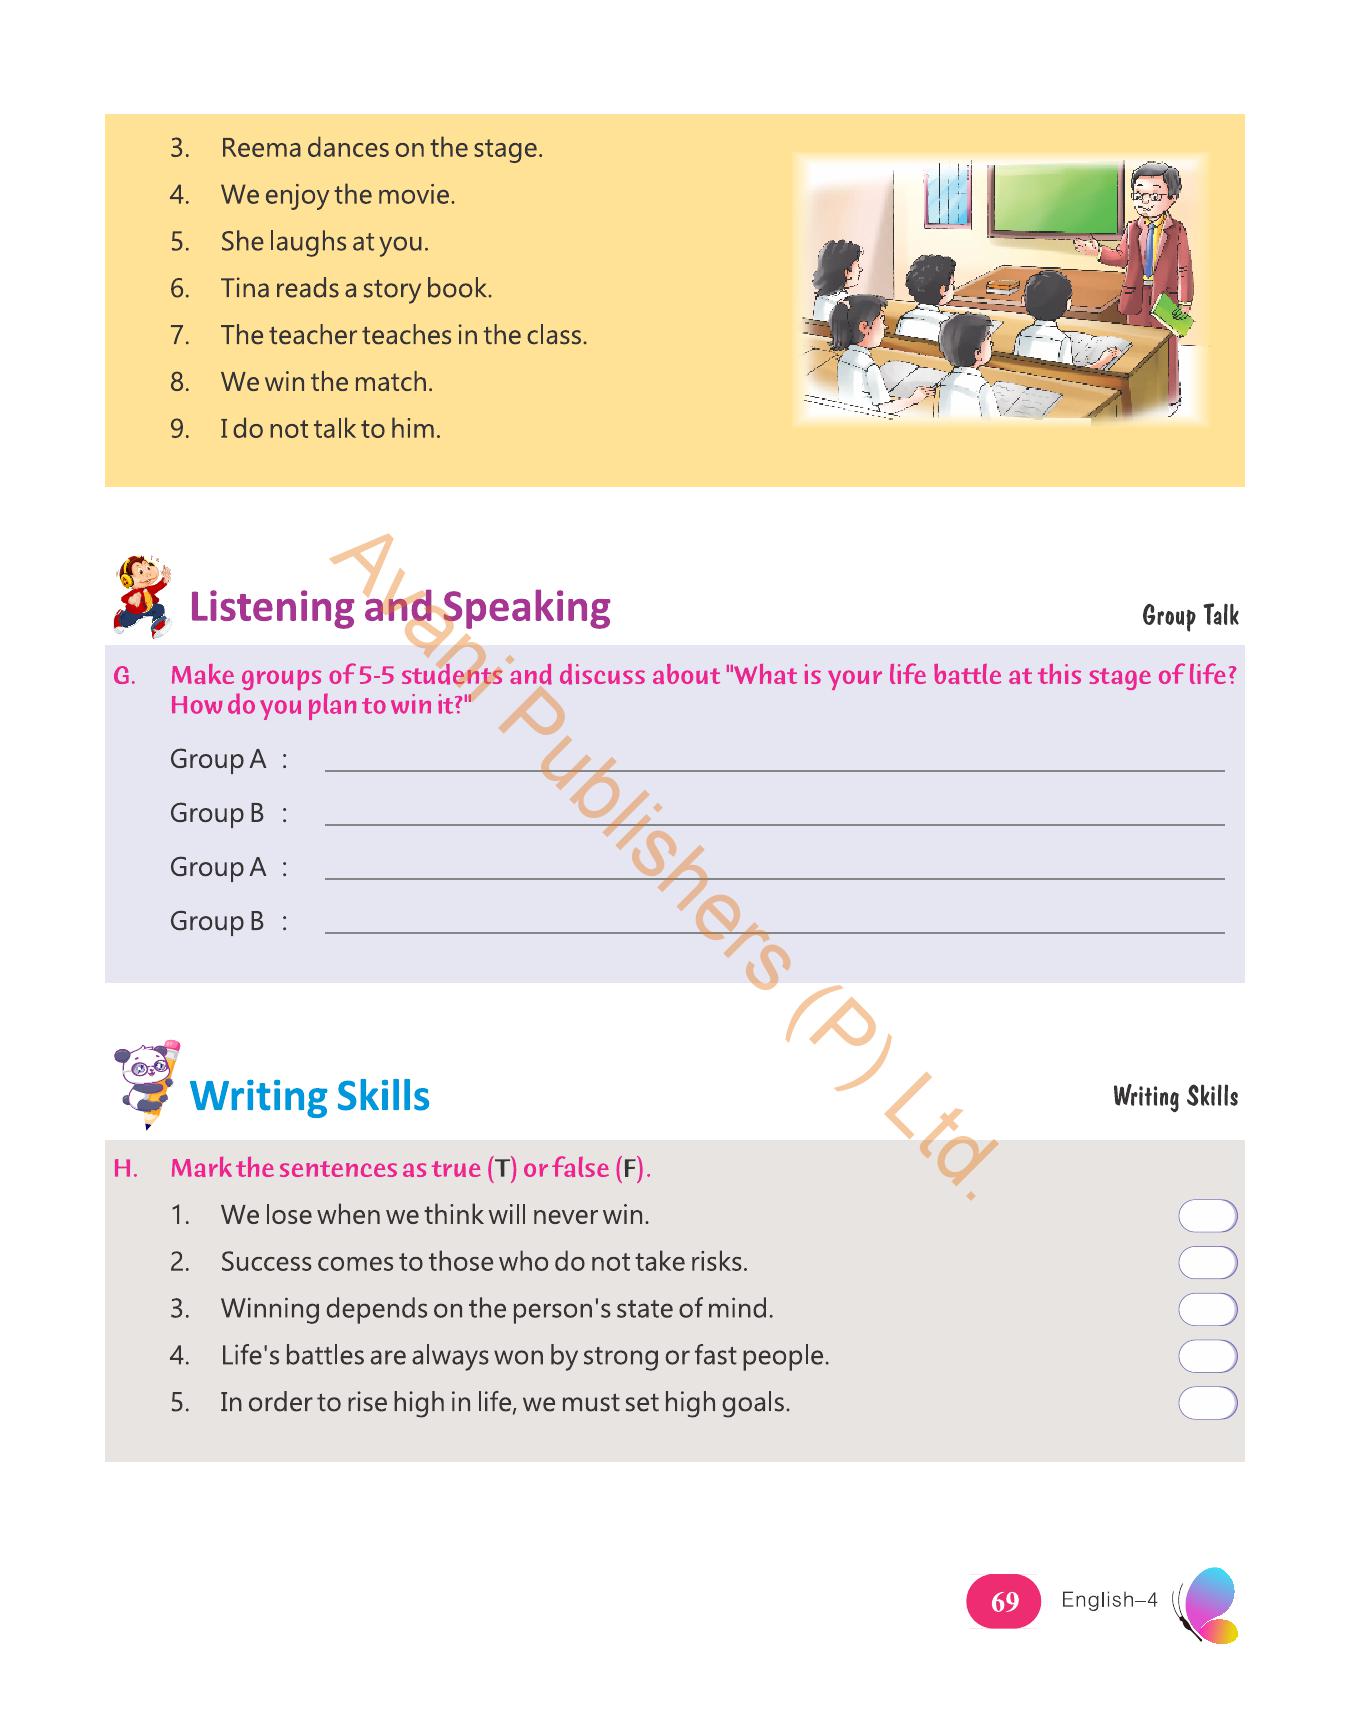 3. Reema dances on the stage.
4. We enjoy the movie.
5. She laughs at you.
6. Tina reads a story book.
7. The teacher teaches in the class.
8. We win the match.
9. I do not talk to him.
Listening and Speaking
Group Talk
G. Make groups of 5-5 students and discuss about "What is your life battle at this stage of life?
How do you plan to win it?"
Group A :
Group B :
Group A :
Group B :
Avani Publishers (P) Ltd.
Writing Skills
Writing Skills
H. Mark the sentences as true (T) or false (F).
1. We lose when we think will never win.
2. Success comes to those who do not take risks.
3. Winning depends on the person's state of mind.
4. Life's battles are always won by strong or fast people.
5. In order to rise high in life, we must set high goals.
69 English–4